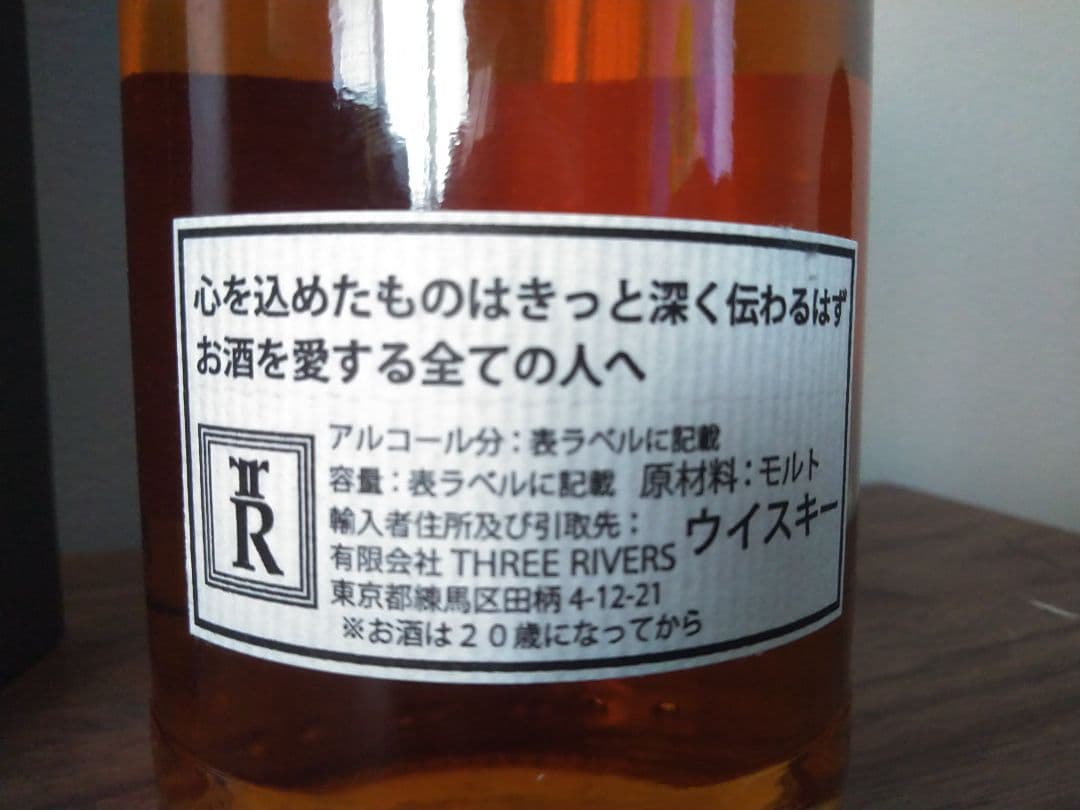 心を込めたものはきっと深く伝わるはず
お酒を愛する全ての人へ
アルコール分：表ラベルに記載
容量：表ラベルに記載 原材料：モルト
輸入者住所及び引取先： ウイスキー
有限会社 THREE RIVERS
東京都練馬区田柄 4-12-21
※お酒は２０歳になってから
TR